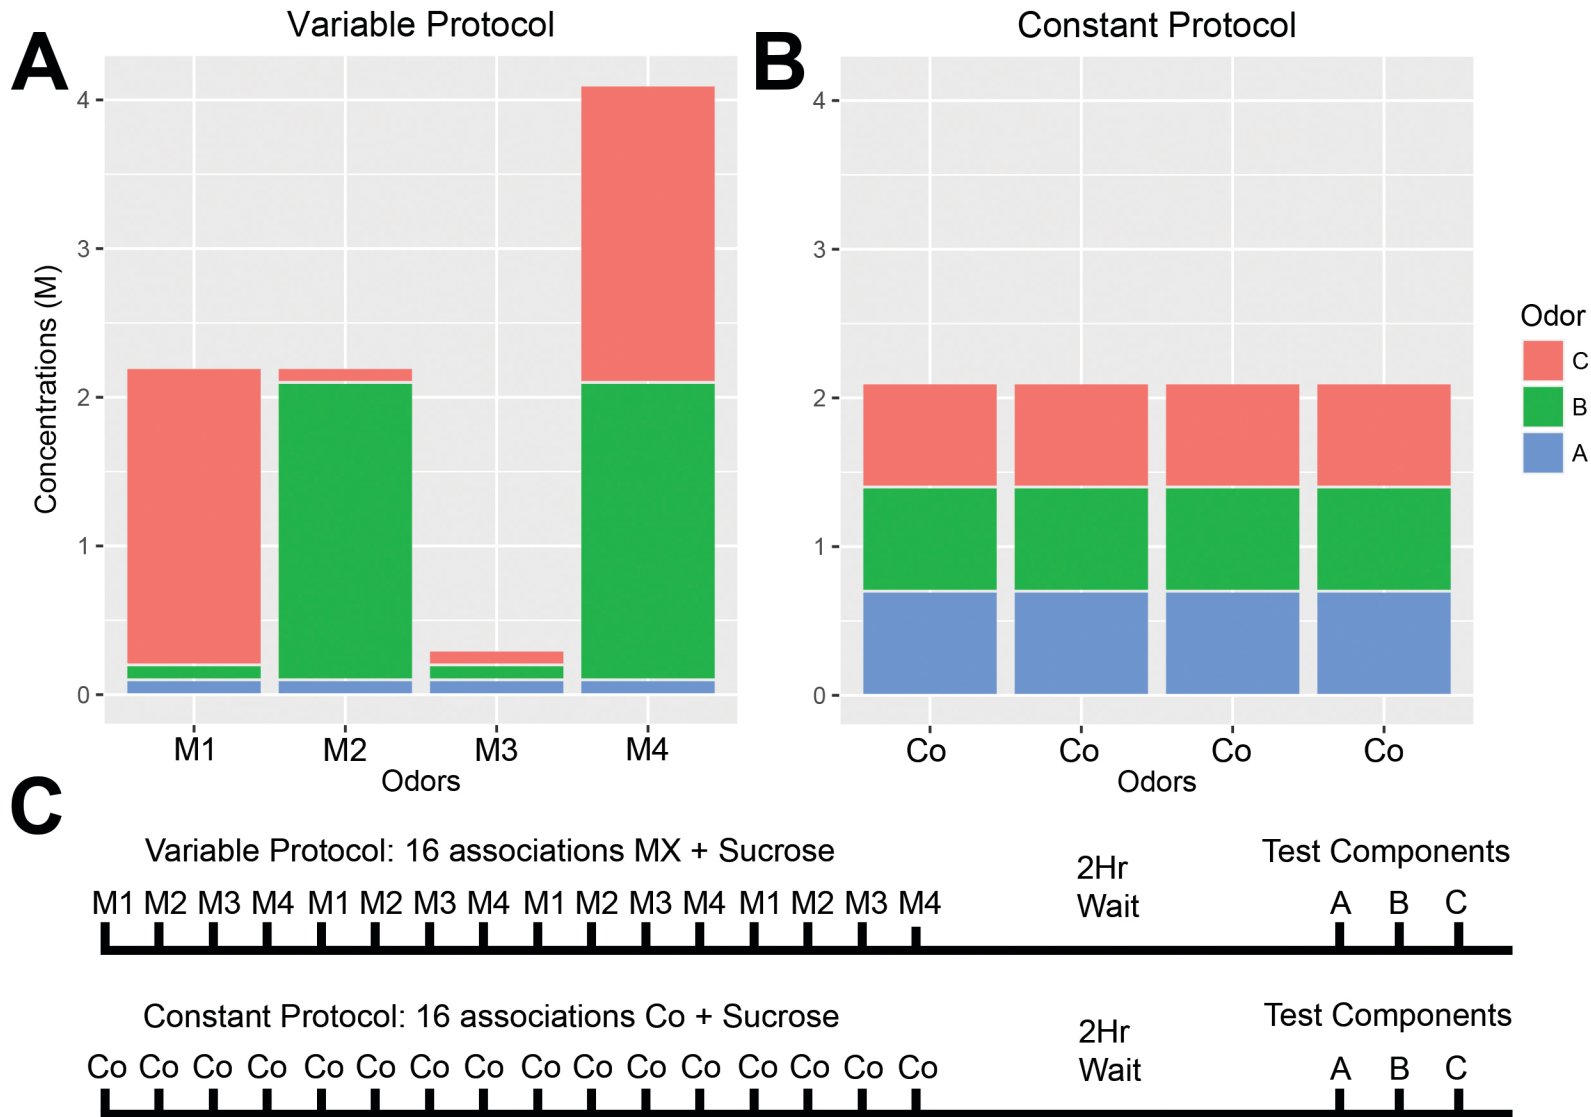 A
Variable Protocol
Concentrations (M)
4
3
2
1
0
M1 M2 M3 M4
Odors
B
Constant Protocol
4
3
2
1
0
Co Co Co Co
Odors
Odor
C
B
A
C
Variable Protocol: 16 associations MX + Sucrose
M1 M2 M3 M4 M1 M2 M3 M4 M1 M2 M3 M4 M1 M2 M3 M4
2Hr
Wait
Test Components
A B C
Constant Protocol: 16 associations Co + Sucrose
Co Co Co Co Co Co Co Co Co Co Co Co Co Co Co Co
2Hr
Wait
Test Components
A B C